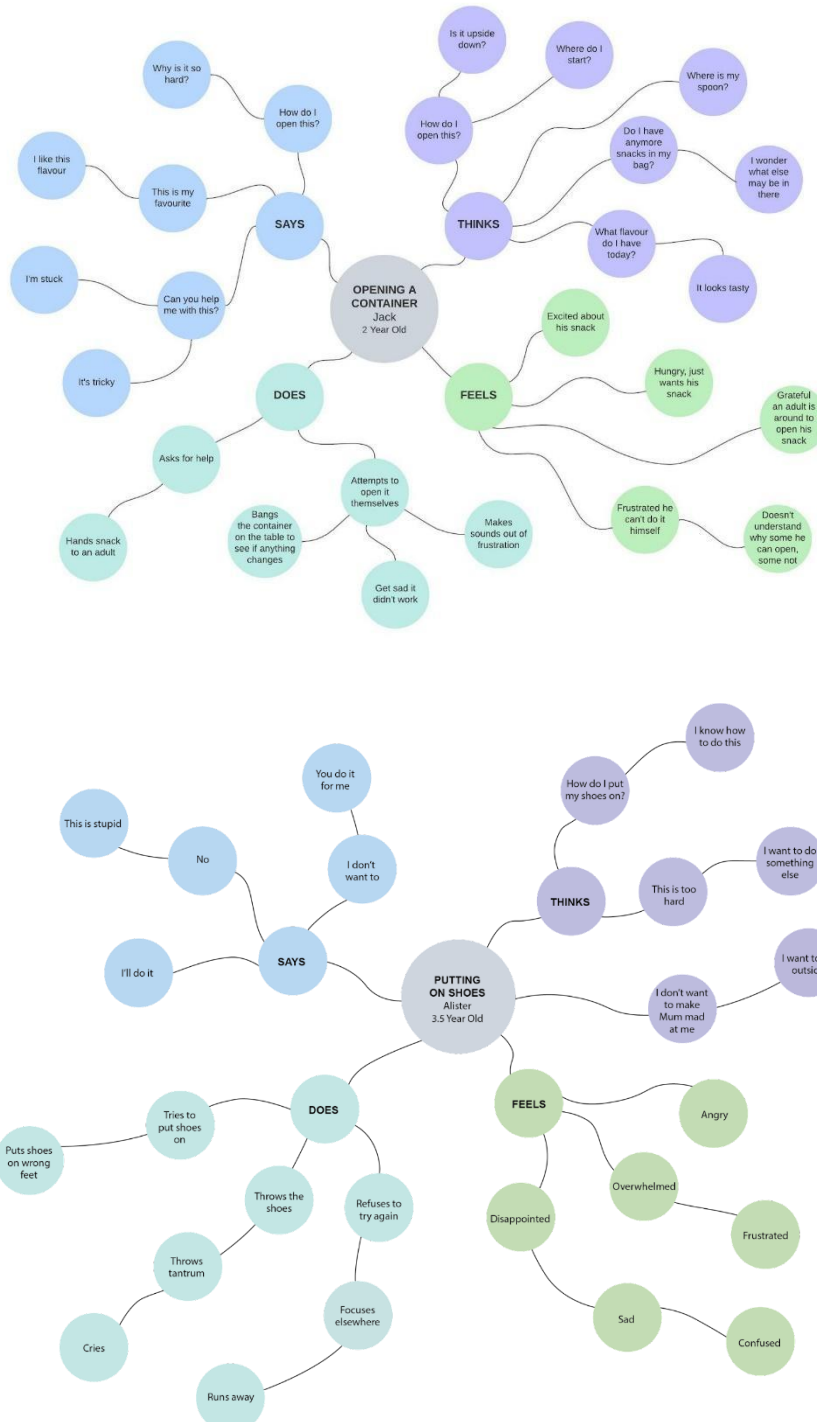 Is it upside
down?
Where do I
start?
Why is it so
hard?
Where is my
spoon?
How do I
open this?
How do I
open this?
Do I have
anymore
snacks in my
bag?
I like this
flavour
I wonder
what else
may be in
there
This is my
favourite
SAYS
THINKS
What flavour
do I have
today?
I'm stuck
Can you help
me with this?
OPENING A
CONTAINER
Jack
2 Year Old
It looks tasty
Excited about
his snack
It's tricky
DOES
FEELS
Hungry, just
wants his
snack
Grateful
an adult is
around to
open his
snack
Asks for help
Attempts to
open it
themselves
Bangs
the container
on the table to
see if anything
changes
Makes
sounds out of
frustration
Frustrated he
can't do it
himself
Doesn't
understand
why some he
can open,
some not
Hands snack
to an adult
Get sad it
didn't work
I know how
to do this
You do it
for me
How do I put
my shoes on?
This is stupid
No
I don't
want to
I want to do
something
else
THINKS
This is too
hard
I'll do it
SAYS
PUTTING
ON SHOES
Alister
3.5 Year Old
I don't want
to make
Mum mad
at me
I want
DOES
FEELS
Angry
Tries to
put shoes
on
Puts shoes
on wrong
feet
Throws the
shoes
Refuses to
try again
Overwhelmed
Disappointed
Frustrated
Throws
tantrum
Focuses
elsewhere
Sad
Cries
Confused
Runs away